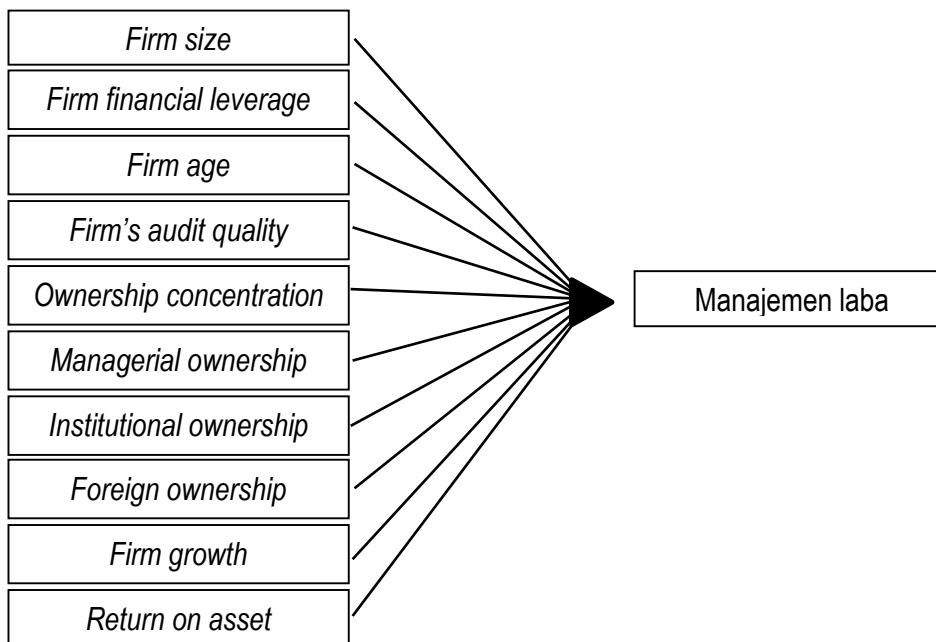 Firm size
Firm financial leverage
Firm age
Firm's audit quality
Ownership concentration
Manajemen laba
Managerial ownership
Institutional ownership
Foreign ownership
Firm growth
Return on asset